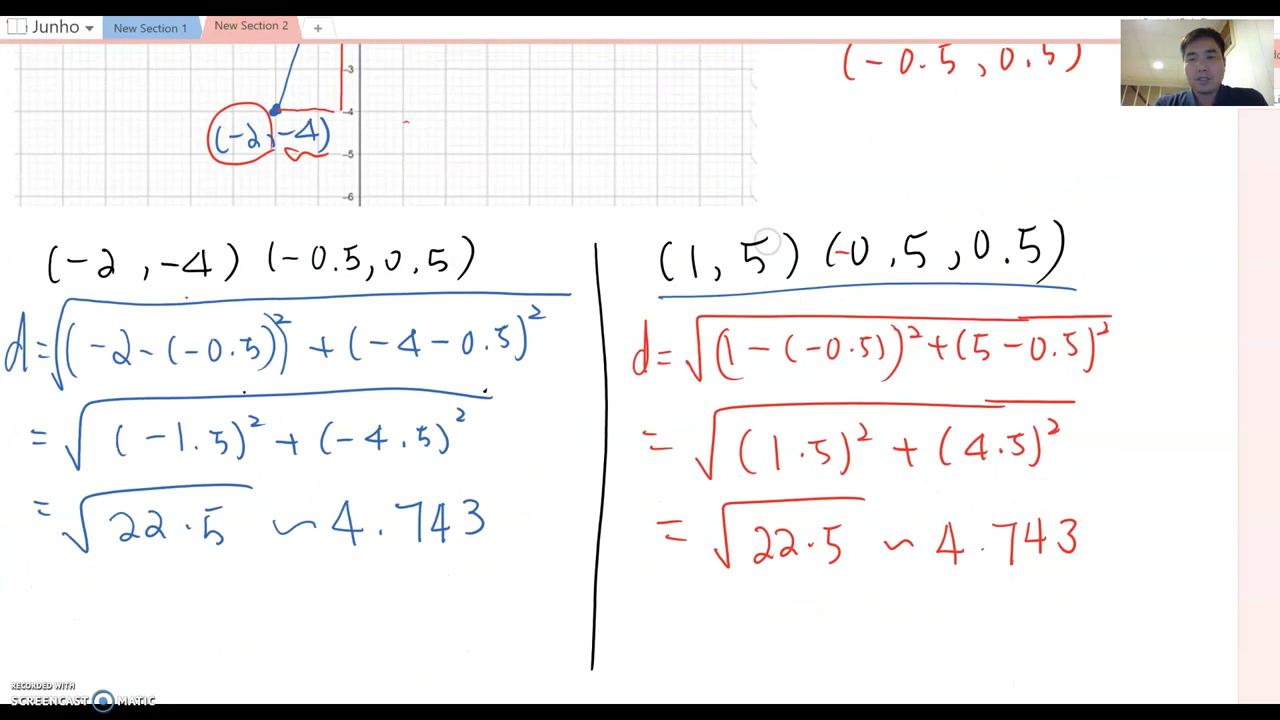 Junho New Section 1 New Section 2 +
(-0.5, 0.5)
-3
-4
(-2, -4)
-5
-6
(-2, -4) (-0.5, 0.5)
d=√((-2-(-0.5))² + (-4-0.5)²
= √(-1.5)² + (-4.5)²
= √22.5 ~ 4.743
(1, 5) (-0,5, 0.5)
d=√(1-(-0.5))²+(5-0.5)²
= √(1.5)² + (4.5)²
= √22.5 ~ 4.743
RECORDED WITH
SCREENCAST MATIC